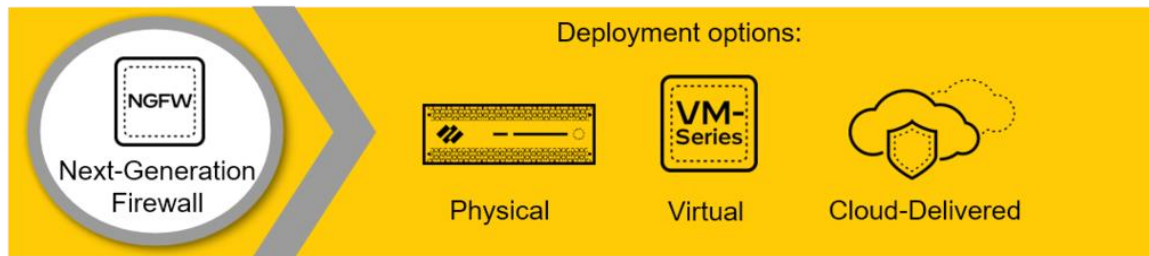 Deployment options:
NGFW
Next-Generation
Firewall
VM-
Series
Physical
Virtual
Cloud-Delivered